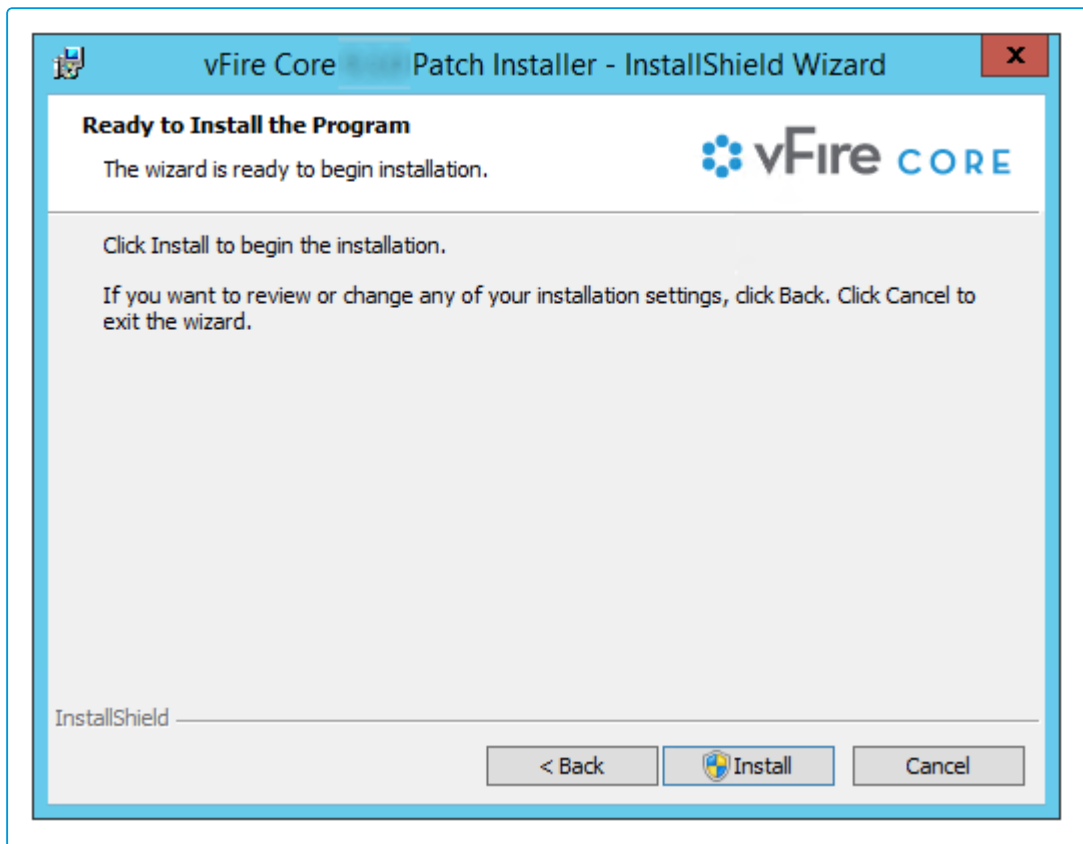 vFire Core Patch Installer - InstallShield Wizard
X
Ready to Install the Program
The wizard is ready to begin installation.
vFire CORE
Click Install to begin the installation.
If you want to review or change any of your installation settings, click Back. Click Cancel to
exit the wizard.
InstallShield
< Back
Install
Cancel